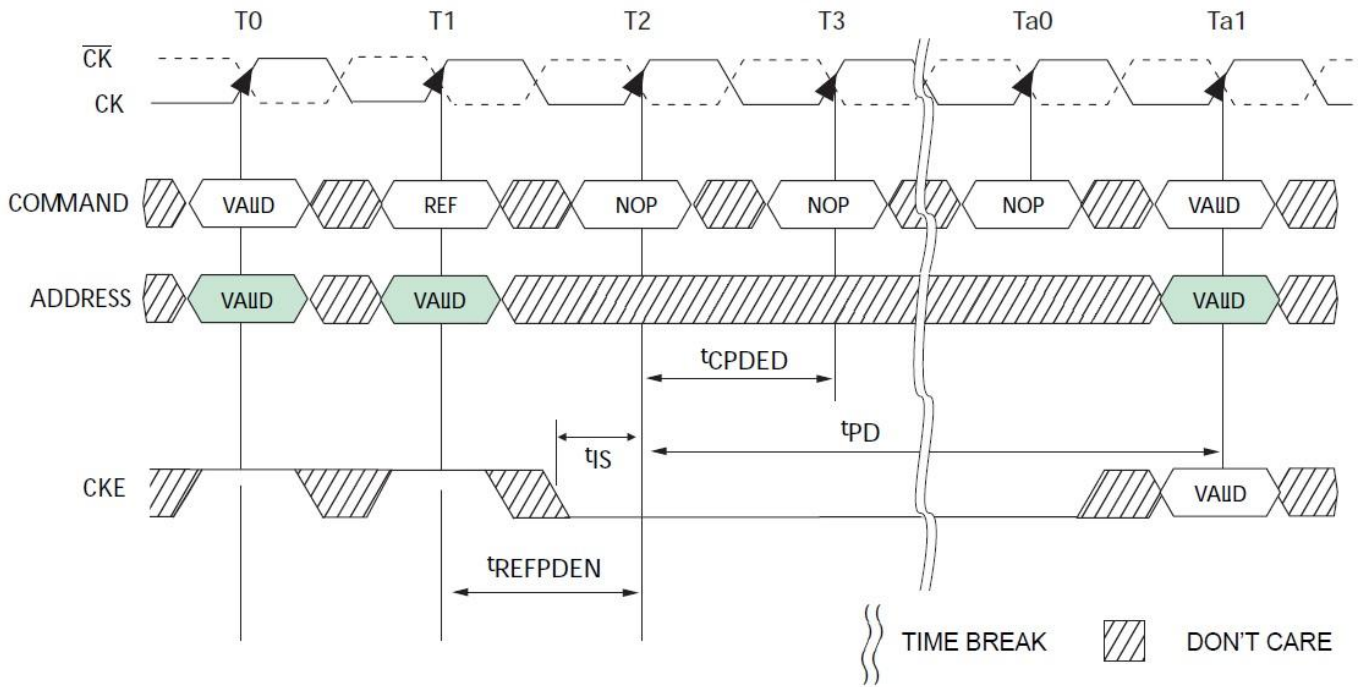 T0 T1 T2 T3 Ta0 Ta1
CK
CK
COMMAND VALID REF NOP NOP NOP VALID
ADDRESS VALID VALID VALID
tCPDED
tPD
tIS
CKE VALID
tREFPDEN
TIME BREAK DON'T CARE